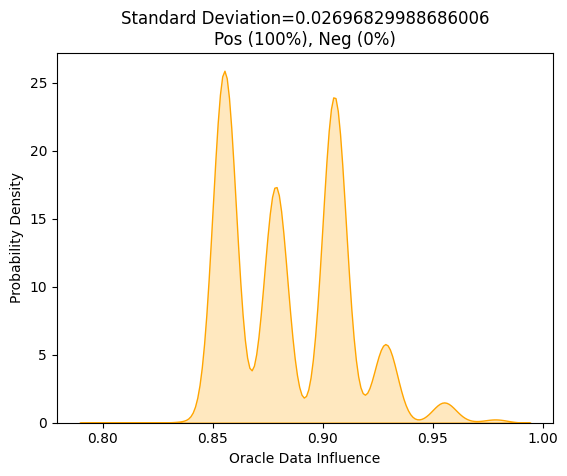 Standard Deviation=0.02696829988686006
Pos (100%), Neg (0%)
Probability Density
25
20
15
10
5
0
0.80 0.85 0.90 0.95 1.00
Oracle Data Influence